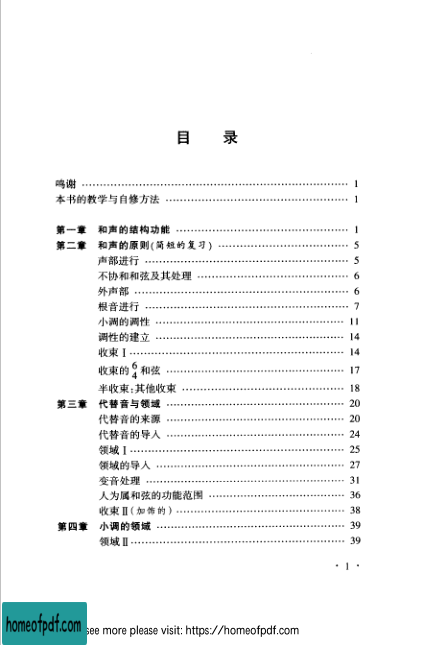 目 录
鸣谢 …… 1
本书的教学与自修方法 …… 1
第一章 和声的结构功能 …… 1
第二章 和声的原则(简短的复习) …… 5
声部进行 …… 5
不协和和弦及其处理 …… 6
外声部 …… 6
根音进行 …… 7
小调的调性 …… 11
调性的建立 …… 14
收束Ⅰ …… 14
收束的6/4和弦 …… 17
半收束;其他收束 …… 18
第三章 代替音与领域 …… 20
代替音的来源 …… 20
代替音的导入 …… 24
领域Ⅰ …… 25
领域的导入 …… 27
变音处理 …… 31
人为属和弦的功能范围 …… 36
收束Ⅱ(加饰的) …… 38
第四章 小调的领域 …… 39
领域Ⅱ …… 39
· 1 ·
homeofpdf.com
see more please visit: https://homeofpdf.com